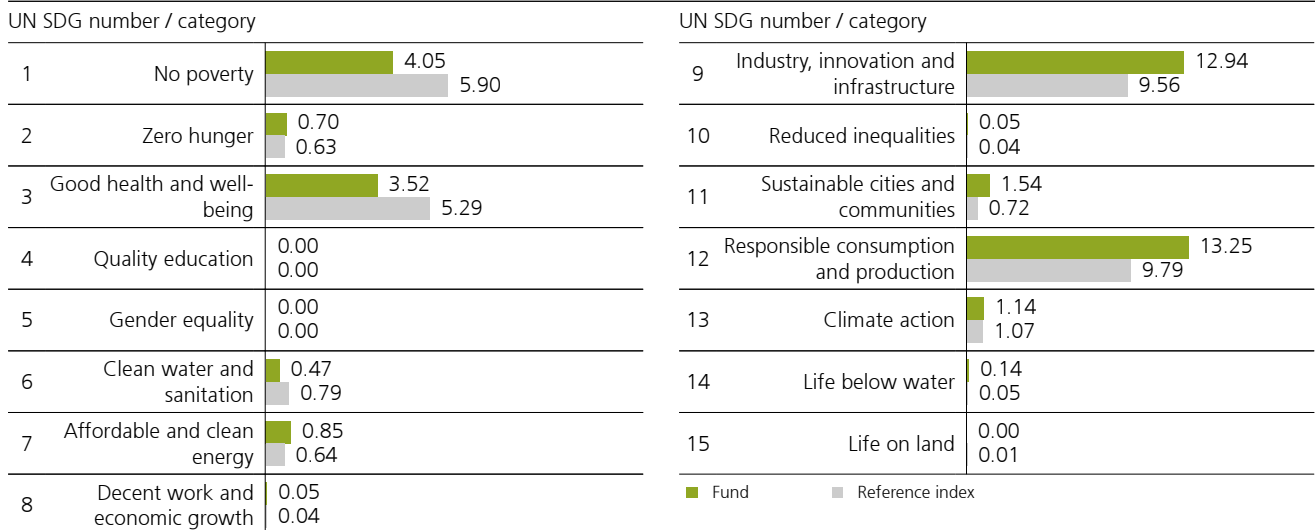 UN SDG number / category
1 No poverty 4.05
5.90
2 Zero hunger 0.70
0.63
3 Good health and well-
being 3.52
5.29
4 Quality education 0.00
0.00
5 Gender equality 0.00
0.00
6 Clean water and
sanitation 0.47
0.79
7 Affordable and clean
energy 0.85
0.64
8 Decent work and
economic growth 0.05
0.04
UN SDG number / category
9 Industry, innovation and
infrastructure 12.94
9.56
10 Reduced inequalities 0.05
0.04
11 Sustainable cities and
communities 1.54
0.72
12 Responsible consumption
and production 13.25
9.79
13 Climate action 1.14
1.07
14 Life below water 0.14
0.05
15 Life on land 0.00
0.01
Fund Reference index